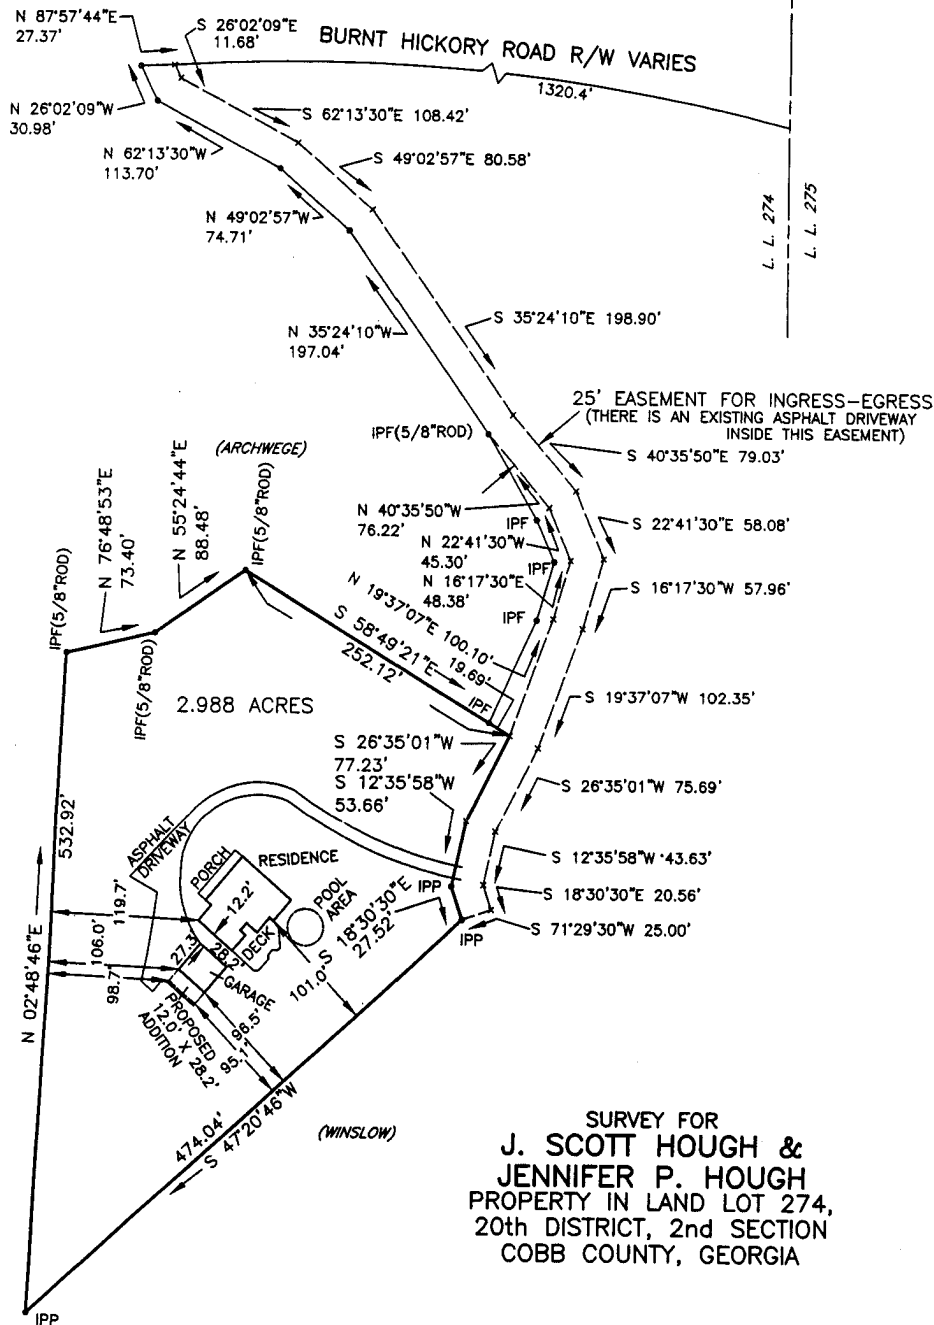 N 87°57'44"E
27.37'
S 26°02'09"E
11.68'
BURNT HICKORY ROAD R/W VARIES
1320.4'
N 26°02'09"W
30.98'
S 62°13'30"E 108.42'
N 62°13'30"W
113.70'
S 49°02'57"E 80.58'
N 49°02'57"W
74.71'
L. L. 274
L. L. 275
S 35°24'10"E 198.90'
N 35°24'10"W
197.04'
25' EASEMENT FOR INGRESS-EGRESS
(THERE IS AN EXISTING ASPHALT DRIVEWAY
INSIDE THIS EASEMENT)
IPF(5/8"ROD)
(ARCHWEGE)
S 40°35'50"E 79.03'
N 76°48'53"E
73.40'
N 55°24'44"E
88.48'
IPF(5/8"ROD)
N 40°35'50"W
76.22'
IPF
S 22°41'30"E 58.08'
N 22°41'30"W
45.30'
IPF
N 16°17'30"E
48.38'
S 16°17'30"W 57.96'
IPF(5/8"ROD)
IPF(5/8"ROD)
N 19°37'07"E 100.10'
IPF
S 58°49'21"E
252.12'
19.69'
IPF
2.988 ACRES
S 19°37'07"W 102.35'
S 26°35'01"W
77.23'
S 26°35'01"W 75.69'
S 12°35'58"W
53.66'
532.92'
N 02°48'46"E
ASPHALT
DRIVEWAY
PORCH
RESIDENCE
12.2'
POOL
AREA
DECK
S 12°35'58"W 43.63'
IPP
S 18°30'30"E 20.56'
S 18°30'30"E
27.52'
IPP
S 71°29'30"W 25.00'
119.7'
106.0'
98.7'
27.3'
28.2'
GARAGE
101.0'
96.5'
95.1'
PROPOSED
12.0' X 28.2'
ADDITION
474.04'
S 47°20'46"W
(WINSLOW)
IPP
SURVEY FOR
J. SCOTT HOUGH &
JENNIFER P. HOUGH
PROPERTY IN LAND LOT 274,
20th DISTRICT, 2nd SECTION
COBB COUNTY, GEORGIA